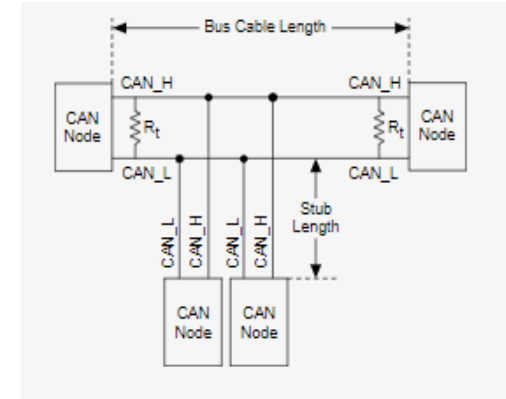 Bus Cable Length
CAN_H CAN_H
CAN
Node
Rt
Rt
CAN
Node
CAN_L CAN_L
Stub
Length
CAN_L
CAN_H
CAN_L
CAN_H
CAN
Node
CAN
Node